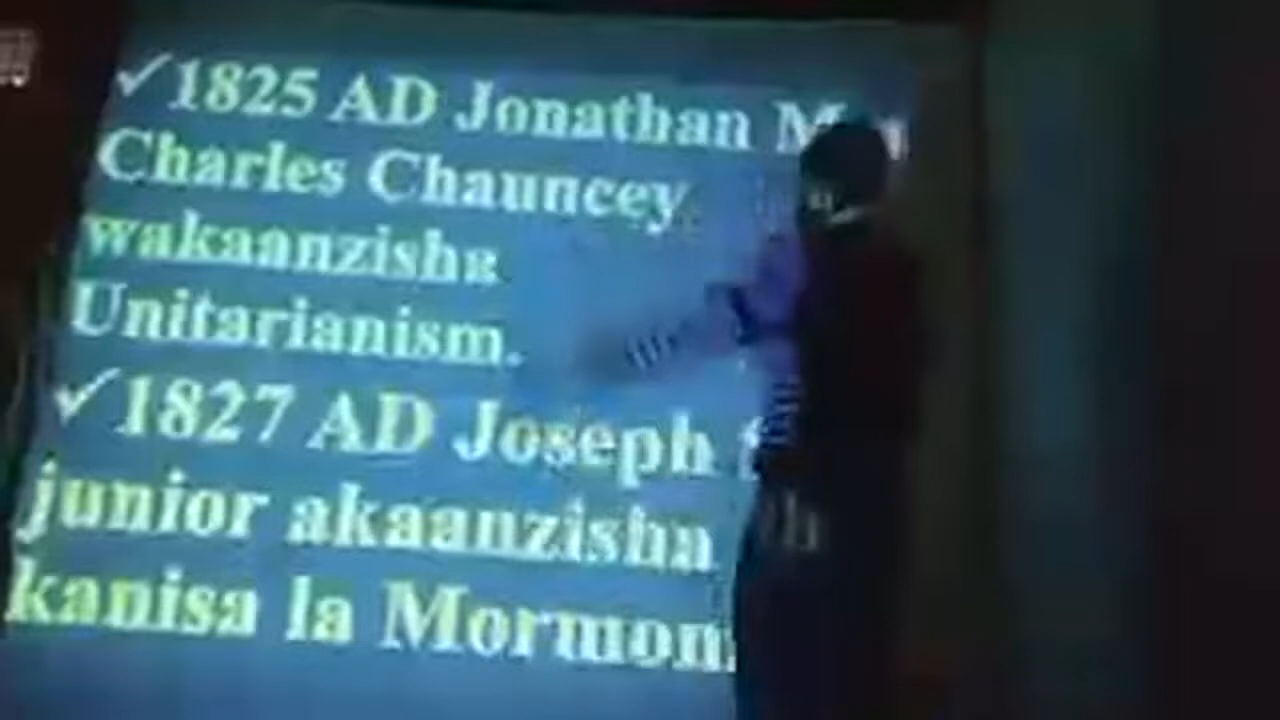 ✓1825 AD Jonathan
Charles Chauncey
wakaanzisha
Unitarianism.
✓1827 AD Joseph
junior akaanzisha
kanisa la Mormon